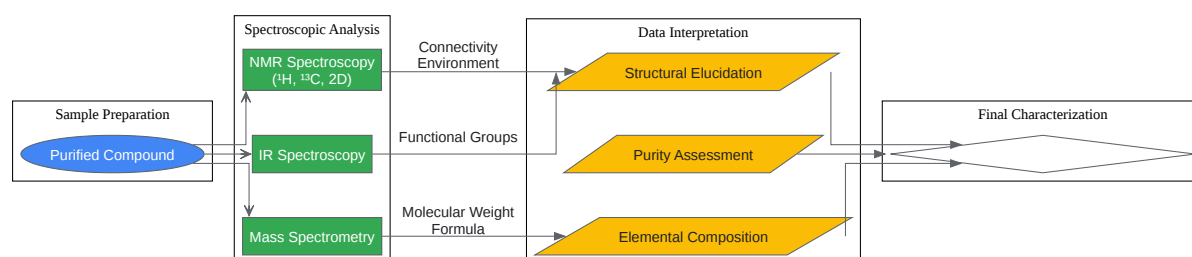 Sample Preparation
Purified Compound
Spectroscopic Analysis
NMR Spectroscopy
(¹H, ¹³C, 2D)
IR Spectroscopy
Mass Spectrometry
Connectivity
Environment
Functional Groups
Molecular Weight
Formula
Data Interpretation
Structural Elucidation
Purity Assessment
Elemental Composition
Final Characterization